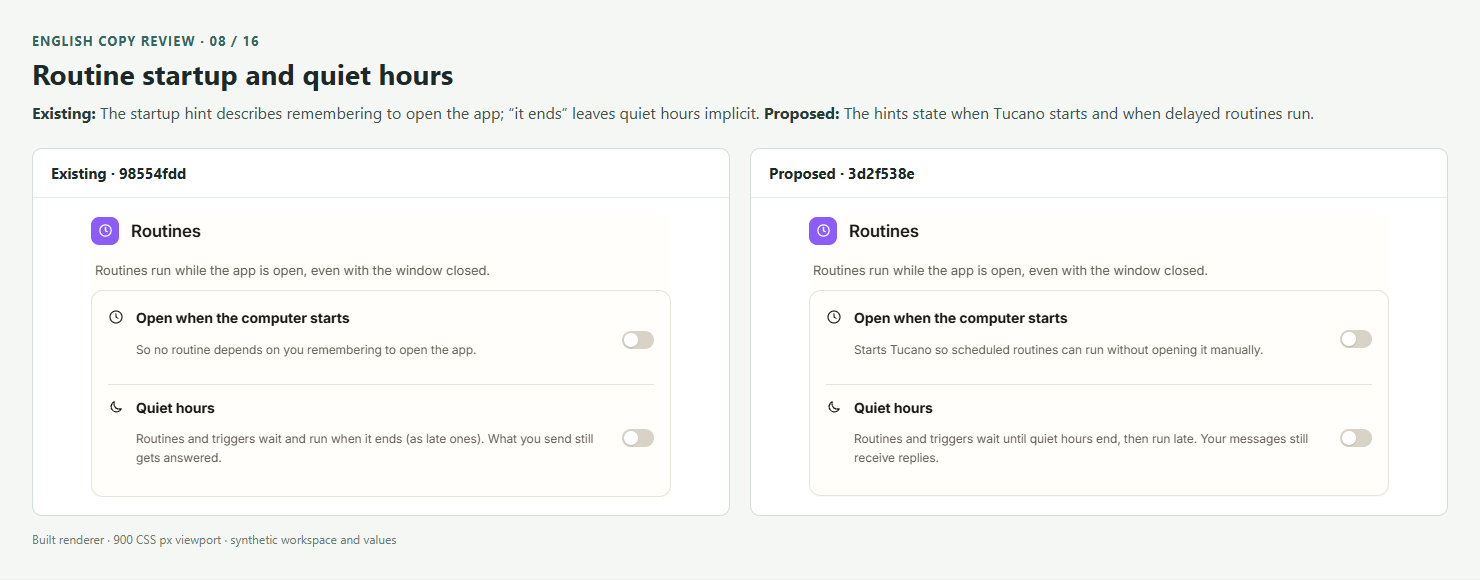 ENGLISH COPY REVIEW · 08 / 16
Routine startup and quiet hours
Existing: The startup hint describes remembering to open the app; “it ends” leaves quiet hours implicit. Proposed: The hints state when Tucano starts and when delayed routines run.
Existing · 98554fdd
Routines
Routines run while the app is open, even with the window closed.
Open when the computer starts
So no routine depends on you remembering to open the app.
Quiet hours
Routines and triggers wait and run when it ends (as late ones). What you send still
gets answered.
Proposed · 3d2f538e
Routines
Routines run while the app is open, even with the window closed.
Open when the computer starts
Starts Tucano so scheduled routines can run without opening it manually.
Quiet hours
Routines and triggers wait until quiet hours end, then run late. Your messages still
receive replies.
Built renderer · 900 CSS px viewport · synthetic workspace and values